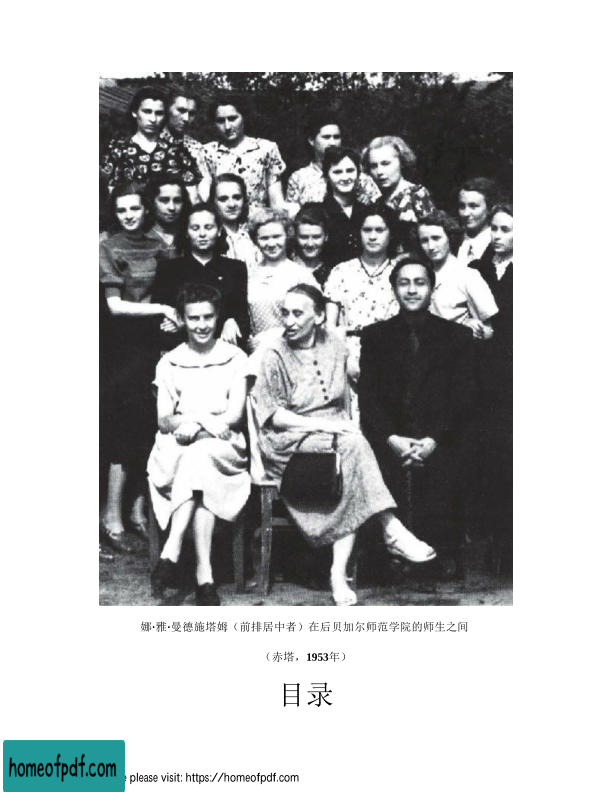 娜·雅·曼德施塔姆（前排居中者）在后贝加尔师范学院的师生之间
（赤塔，1953年）
目录
homeofpdf.com
please visit: https://homeofpdf.com